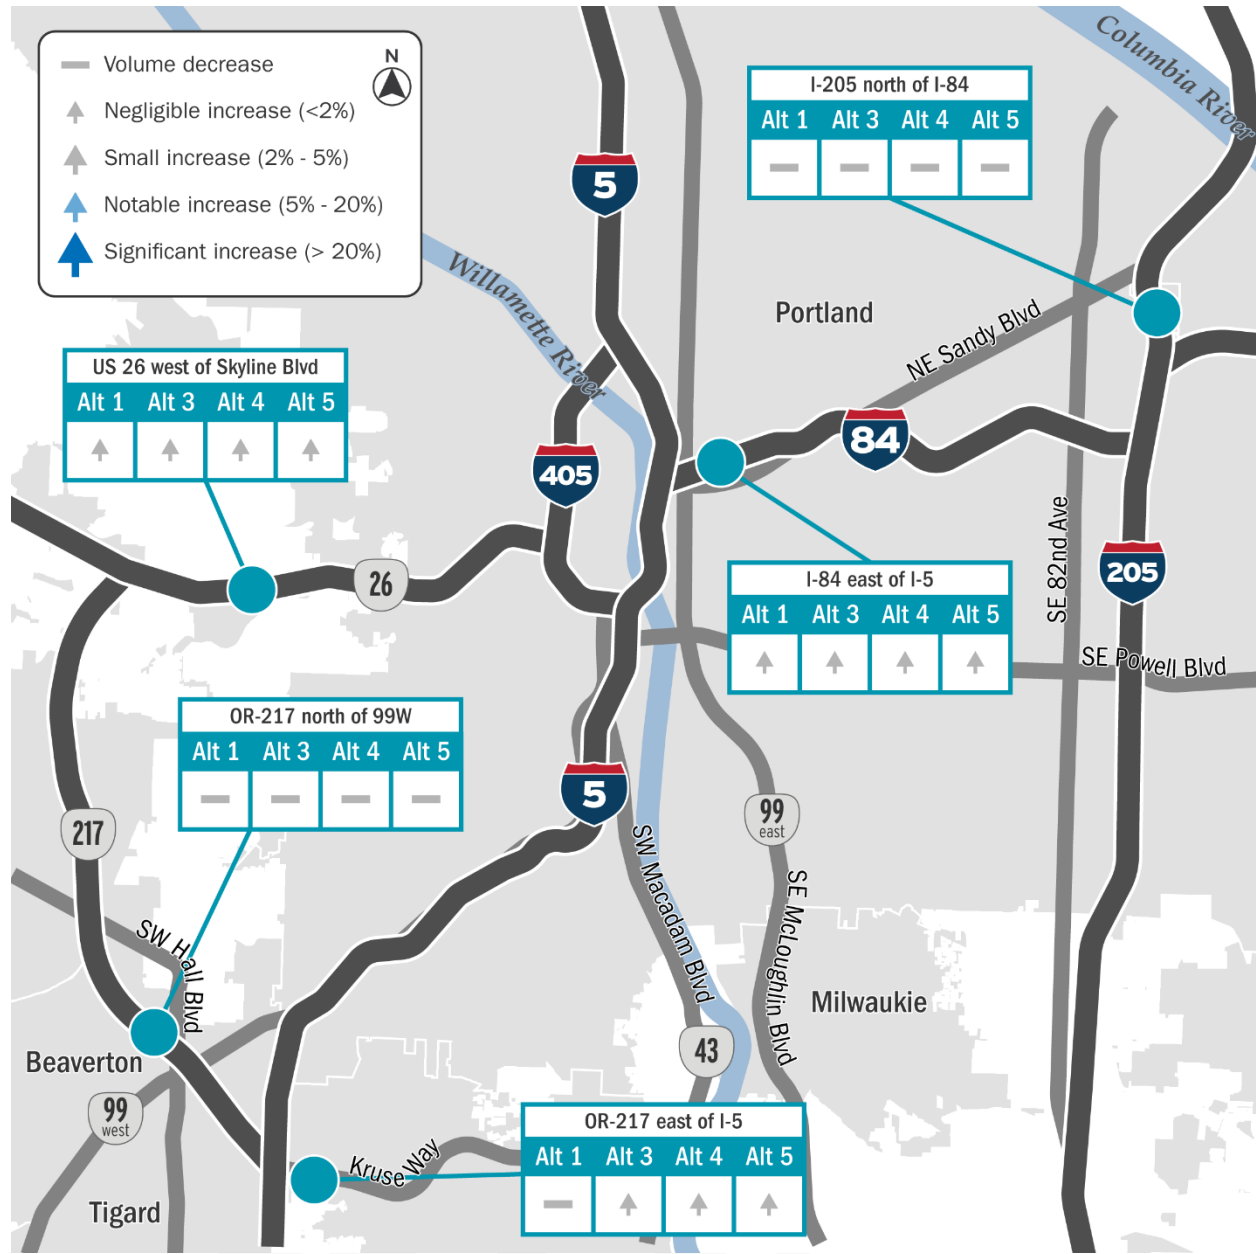 Volume decrease
Negligible increase (<2%)
Small increase (2% - 5%)
Notable increase (5% - 20%)
Significant increase (> 20%)
N
Columbia River
I-205 north of I-84
Alt 1 Alt 3 Alt 4 Alt 5
5
Willamette River
Portland
NE Sandy Blvd
US 26 west of Skyline Blvd
Alt 1 Alt 3 Alt 4 Alt 5
84
405
SE 82nd Ave
I-84 east of I-5
Alt 1 Alt 3 Alt 4 Alt 5
205
26
SE Powell Blvd
OR-217 north of 99W
Alt 1 Alt 3 Alt 4 Alt 5
5
217
99
east
SW Macadam Blvd
SE McLoughlin Blvd
SW Hall Blvd
Milwaukie
43
Beaverton
99
west
OR-217 east of I-5
Alt 1 Alt 3 Alt 4 Alt 5
Kruse Way
Tigard